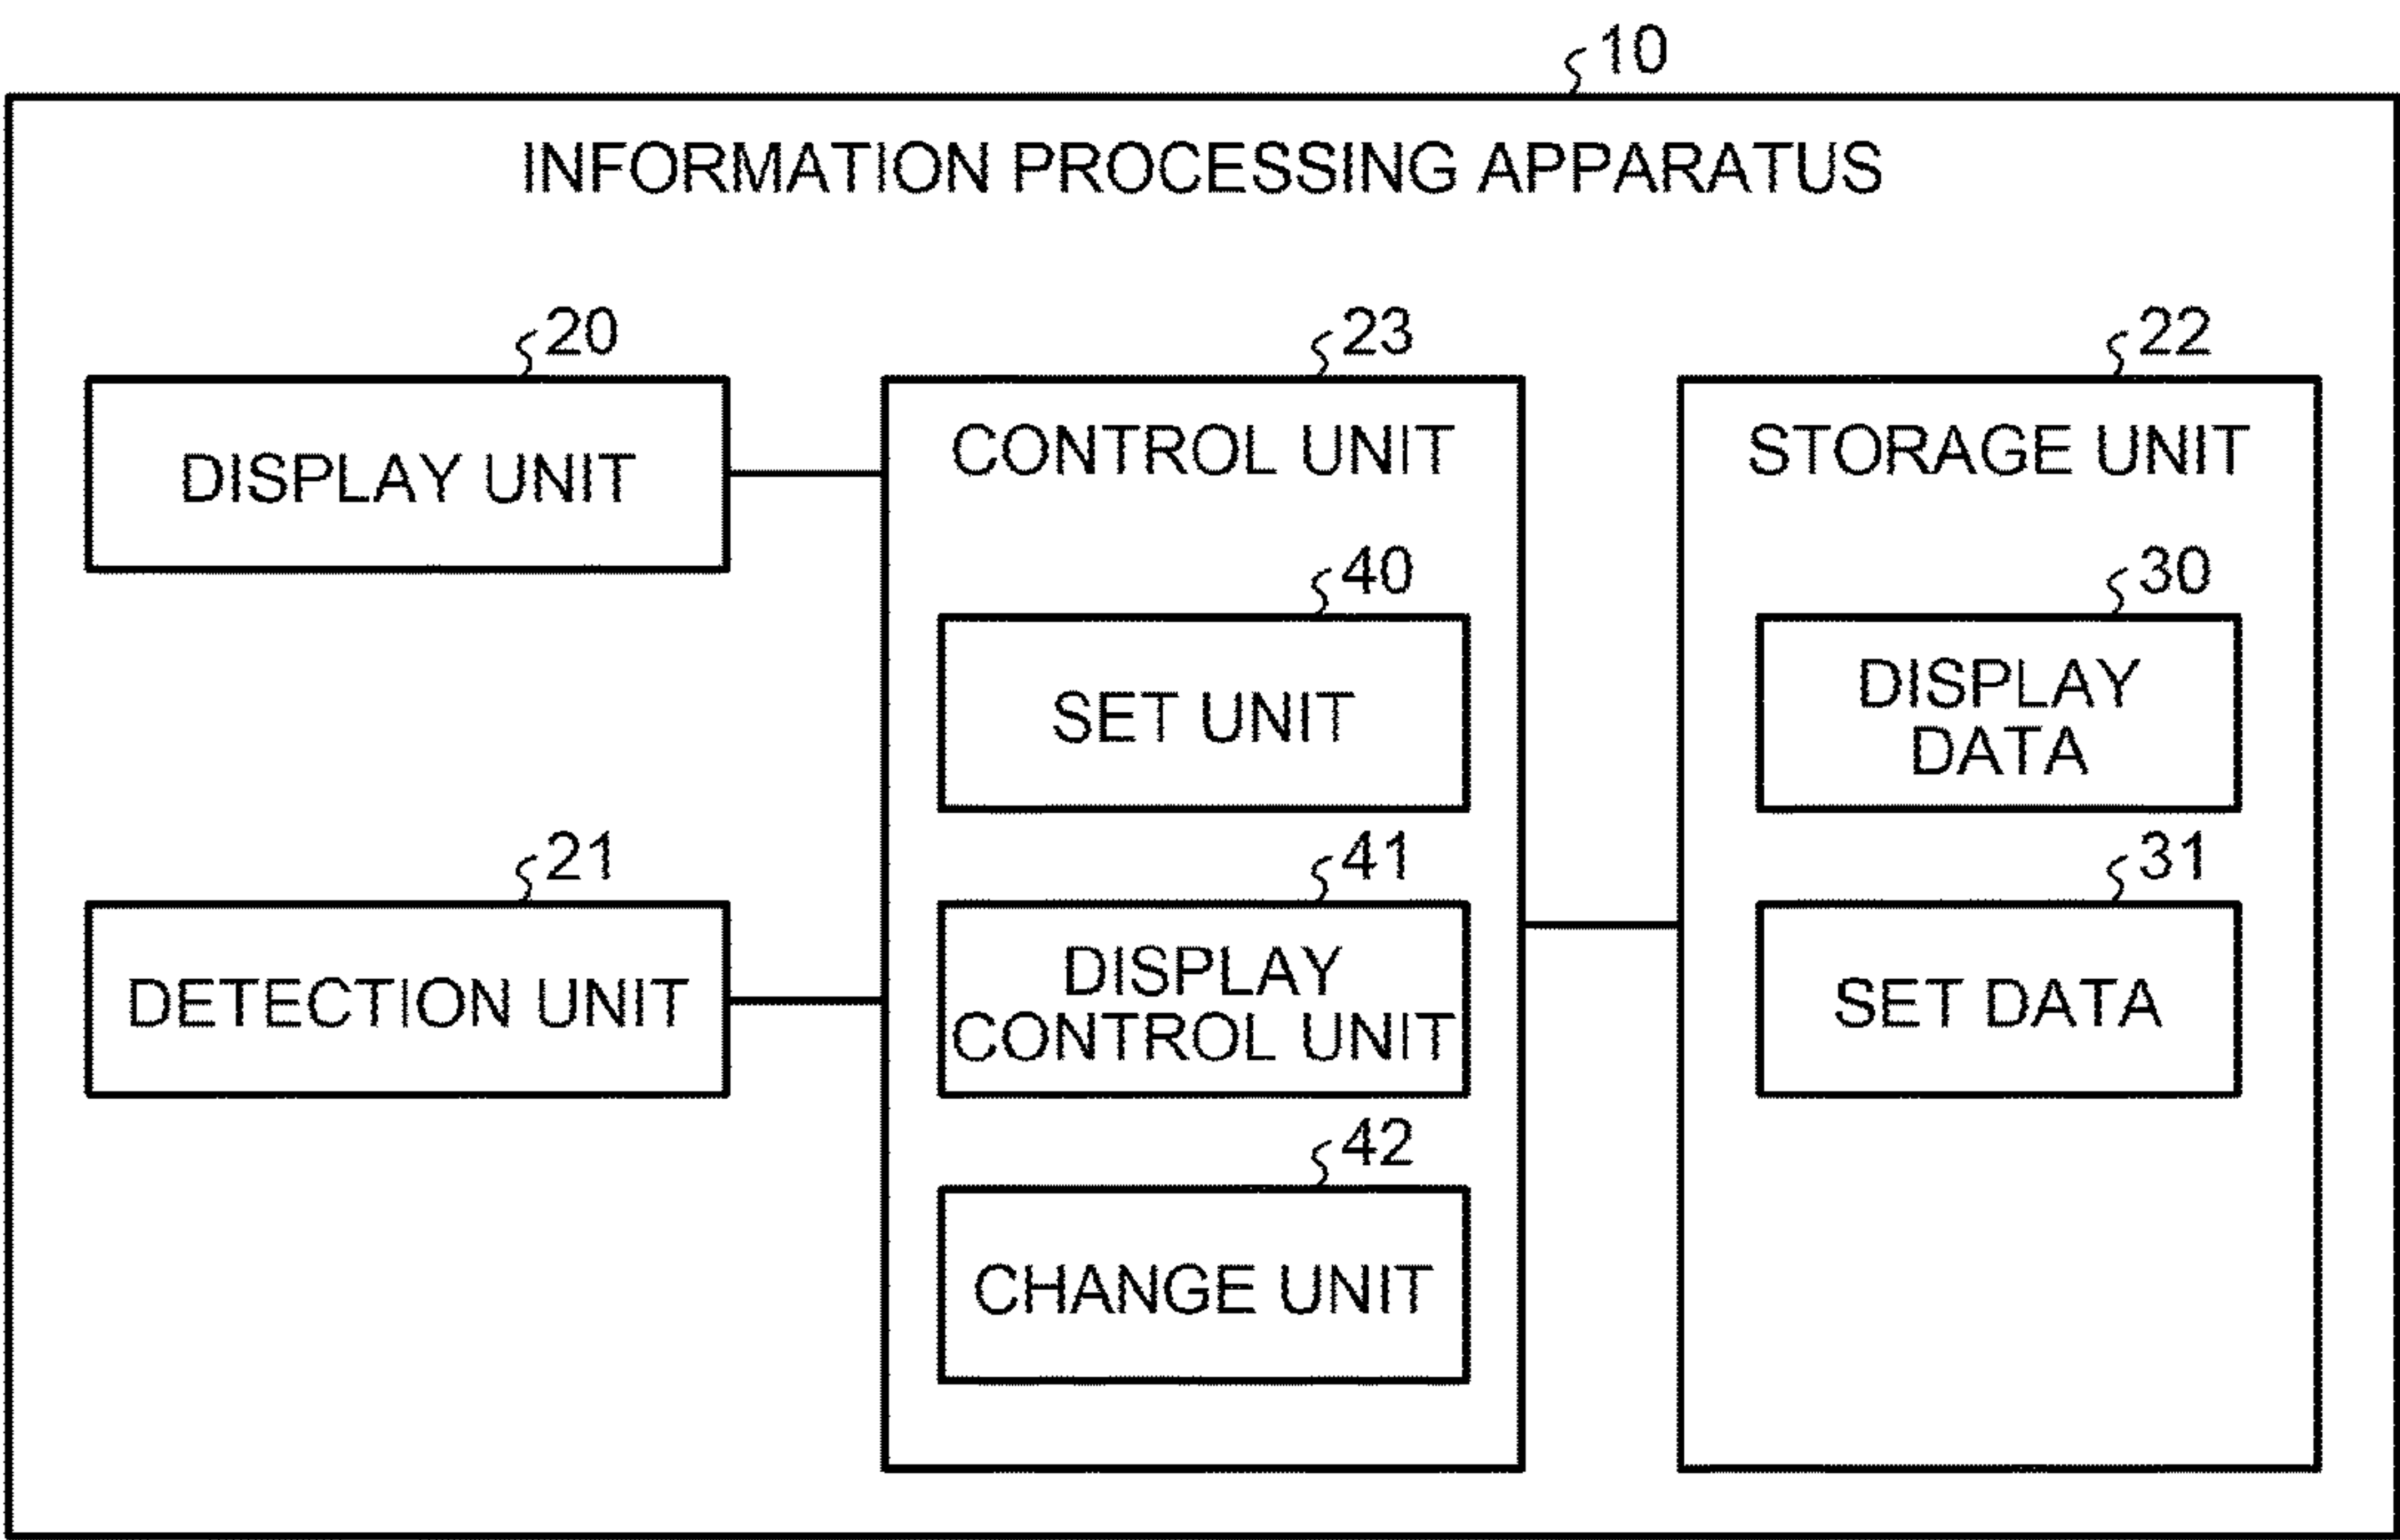 10
INFORMATION PROCESSING APPARATUS
20
DISPLAY UNIT
21
DETECTION UNIT
23
CONTROL UNIT
40
SET UNIT
41
DISPLAY
CONTROL UNIT
42
CHANGE UNIT
22
STORAGE UNIT
30
DISPLAY
DATA
31
SET DATA